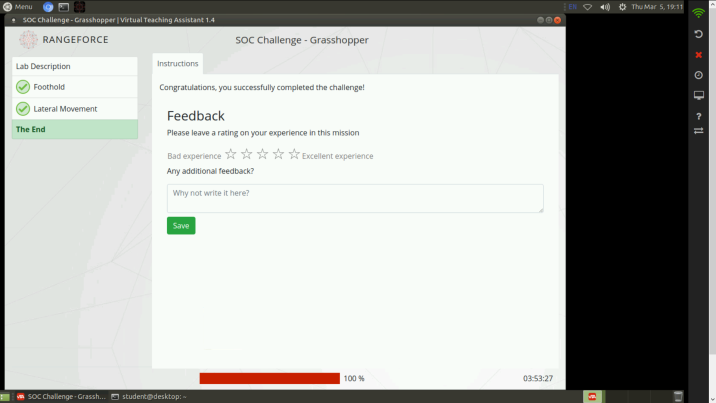 Menu
EN
Thu Mar 5, 19:11
SOC Challenge - Grasshopper | Virtual Teaching Assistant 1.4
RANGEFORCE
SOC Challenge - Grasshopper
Lab Description
Foothold
Lateral Movement
The End
Instructions
Congratulations, you successfully completed the challenge!
Feedback
Please leave a rating on your experience in this mission
Bad experience
Excellent experience
Any additional feedback?
Why not write it here?
Save
100 %
03:53:27
SOC Challenge - Grassh...
student@desktop: ~